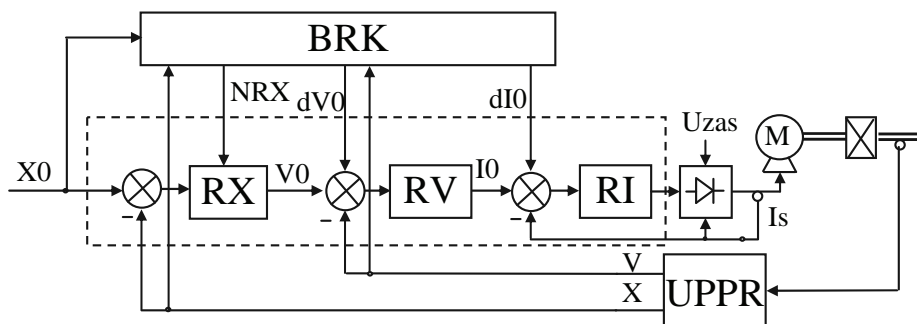 BRK
NRX
dV0
dI0
Uzas
M
X0
RX
V0
RV
I0
RI
Is
-
-
-
V
X
UPPR